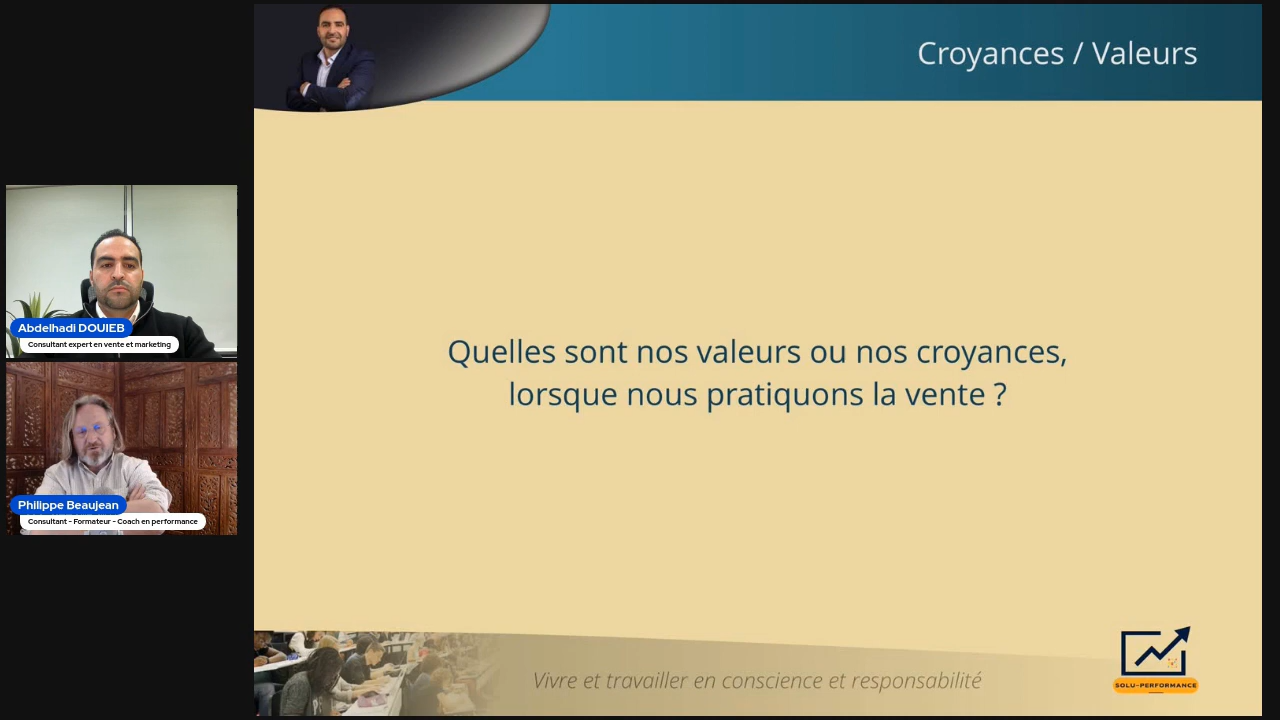 Croyances / Valeurs
Abdelhadi DOUIEB
Consultant expert en vente et marketing
Philippe Beaujean
Consultant - Formateur - Coach en performance
Quelles sont nos valeurs ou nos croyances,
lorsque nous pratiquons la vente ?
Vivre et travailler en conscience et responsabilité
SOLU-PERFORMANCE